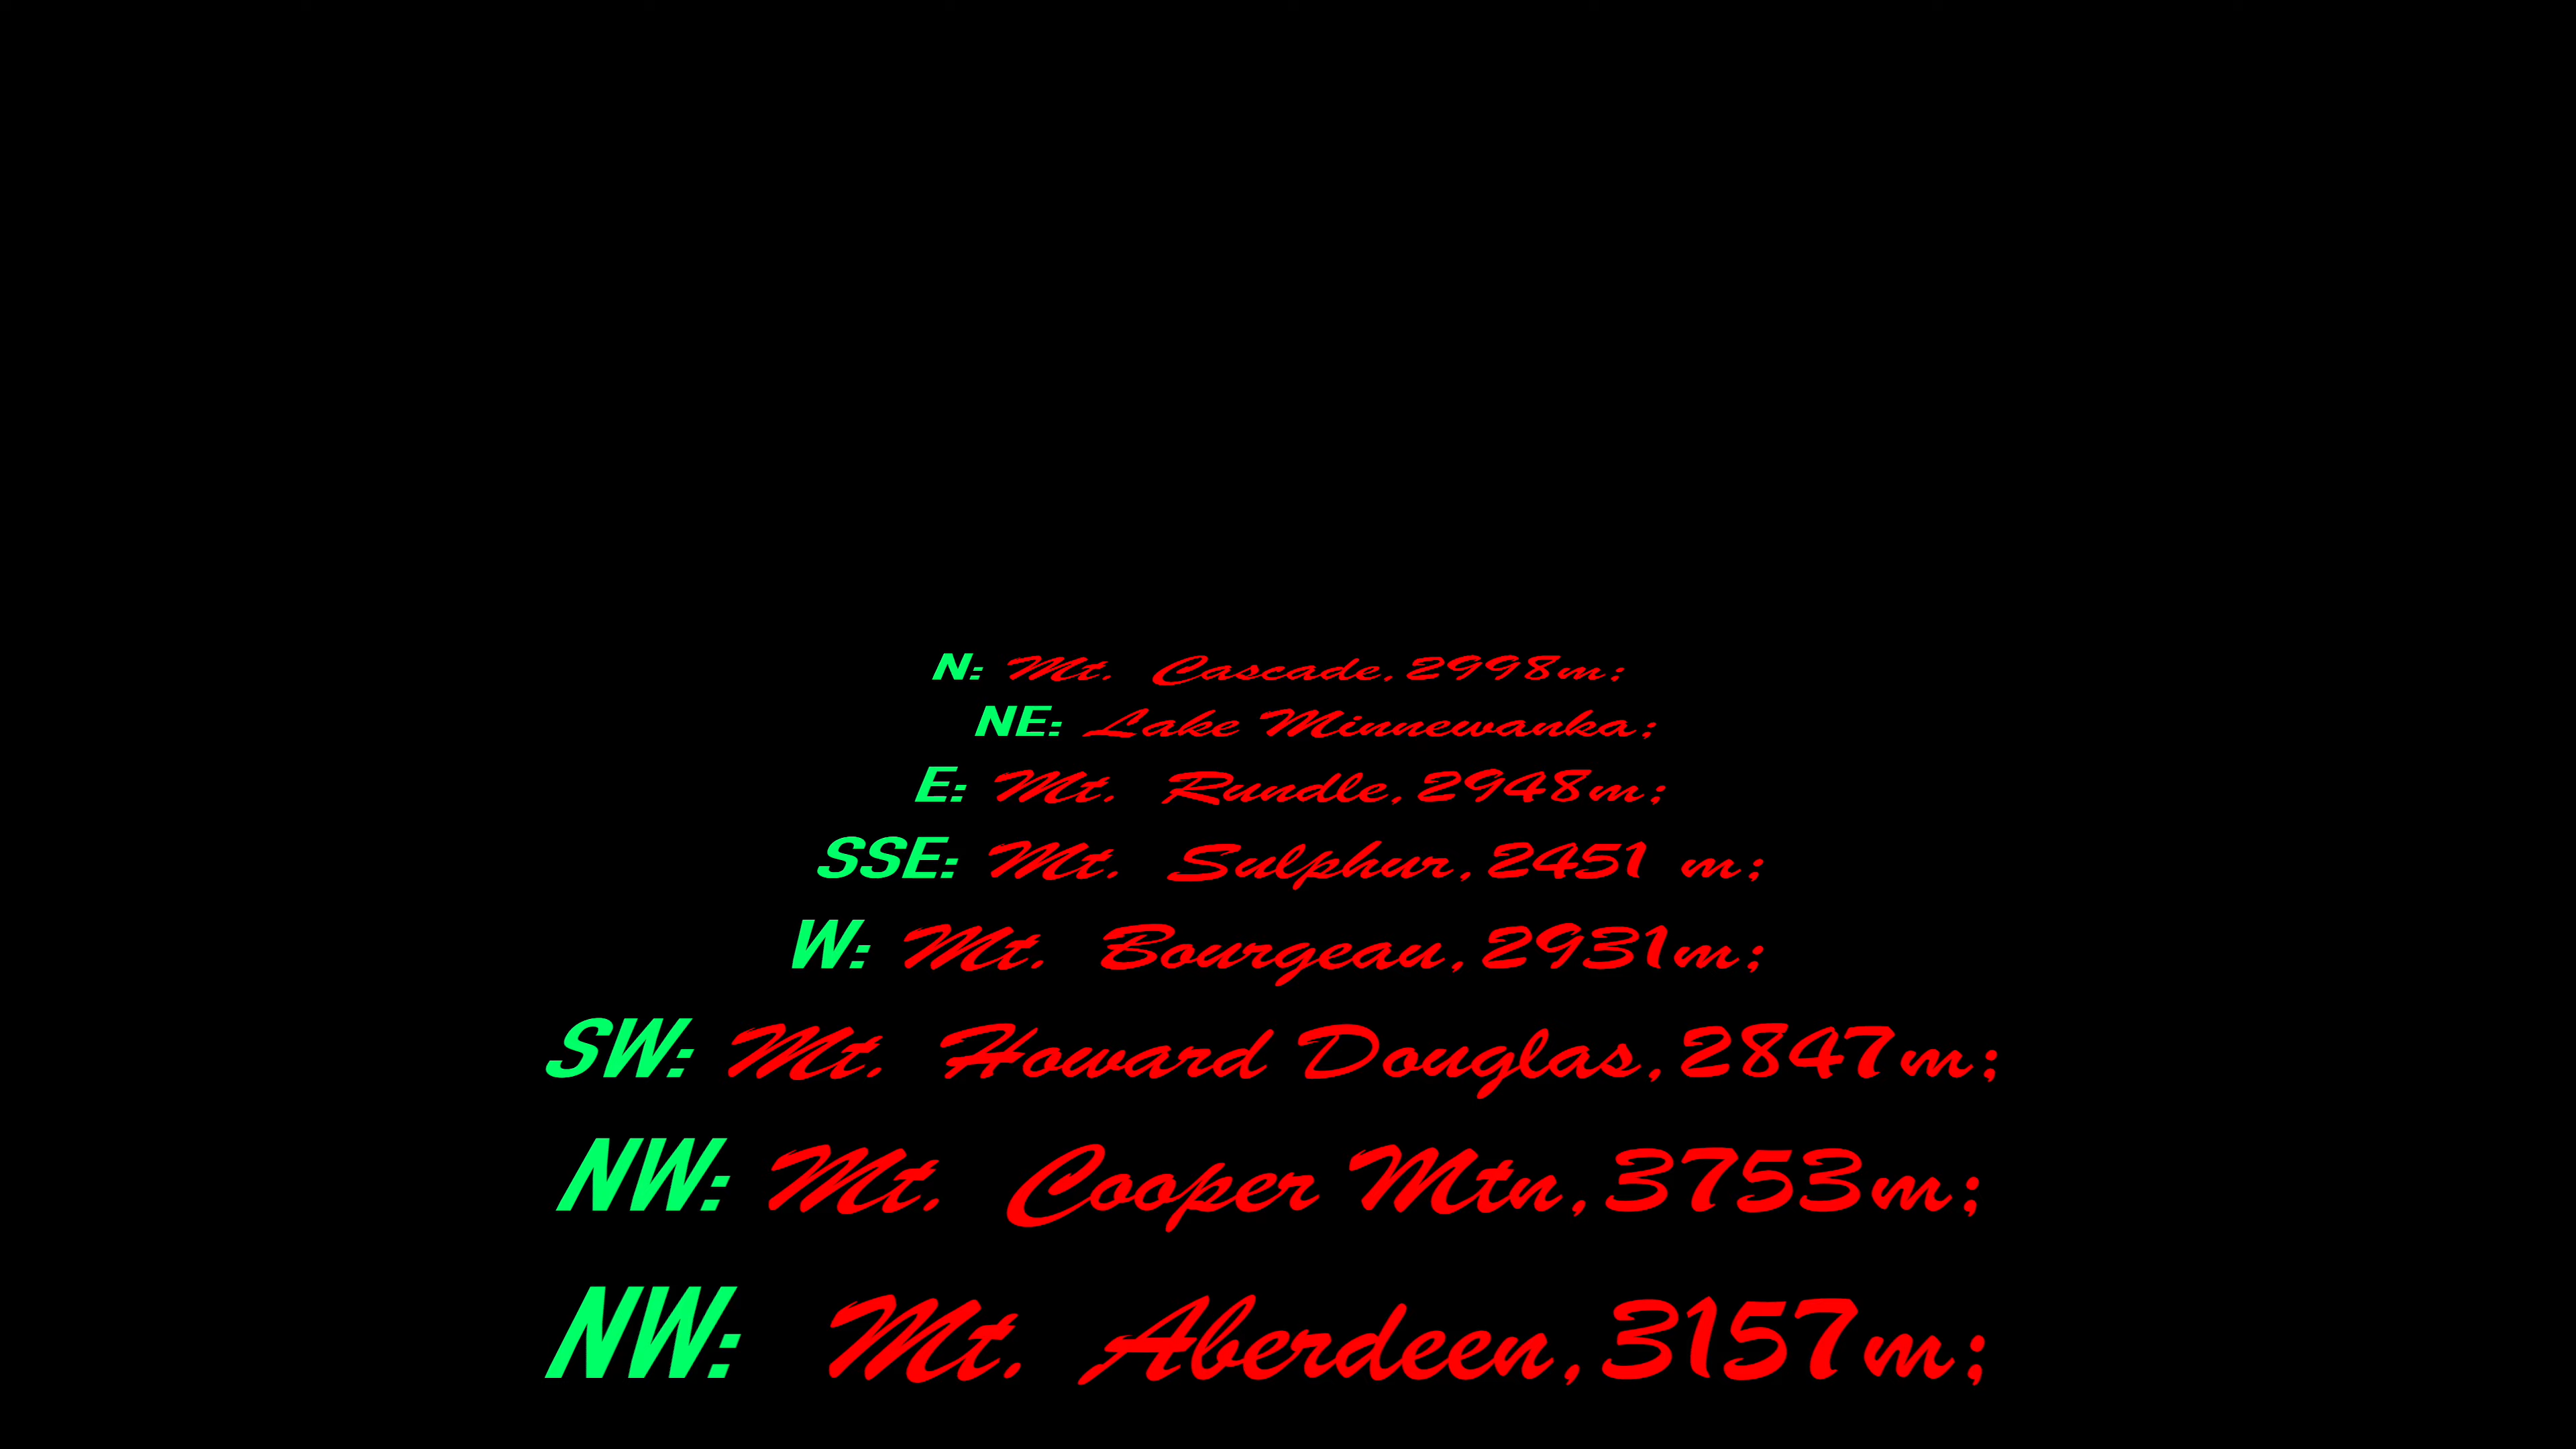 N: Mt. Cascade, 2998m;
NE: Lake Minnewanka;
E: Mt. Rundle, 2948m;
SSE: Mt. Sulphur, 2451 m;
W: Mt. Bourgeau, 2931m;
SW: Mt. Howard Douglas, 2847m;
NW: Mt. Cooper Mtn, 3753m;
NW: Mt. Aberdeen, 3157m;